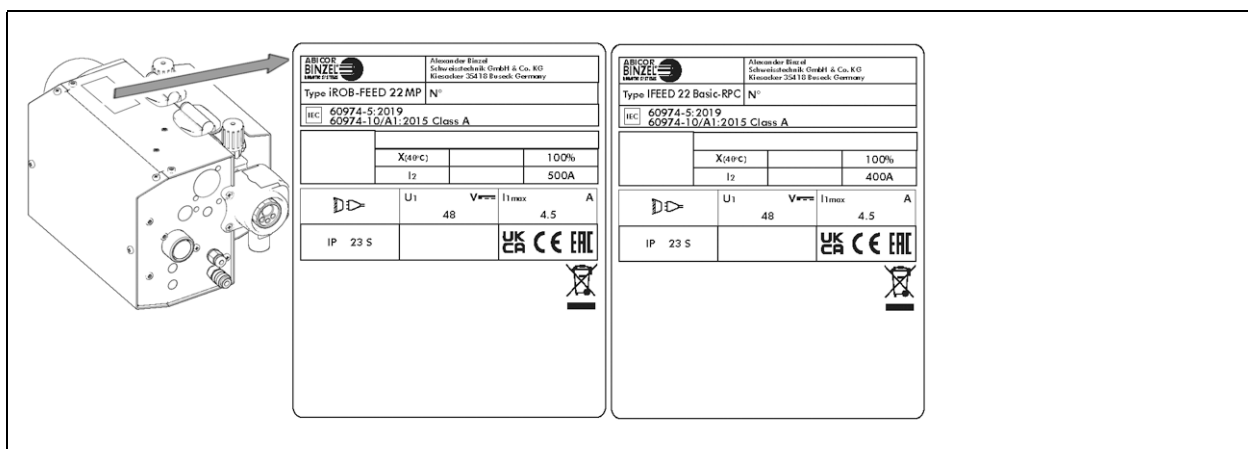 ABICOR
BINZEL
Alexander Binzel
Schweisstechnik GmbH & Co. KG
Kiesacker 35418 Buseck Germany
Type iROB-FEED 22 MP N°
IEC 60974-5:2019
60974-10/A1:2015 Class A
X(40°C) 100%
I2 500A
U1 V I1max A
48 4.5
IP 23 S UK CA CE EAC
ABICOR
BINZEL
Alexander Binzel
Schweisstechnik GmbH & Co. KG
Kiesacker 35418 Buseck Germany
Type IFEED 22 Basic-RPC N°
IEC 60974-5:2019
60974-10/A1:2015 Class A
X(40°C) 100%
I2 400A
U1 V I1max A
48 4.5
IP 23 S UK CA CE EAC